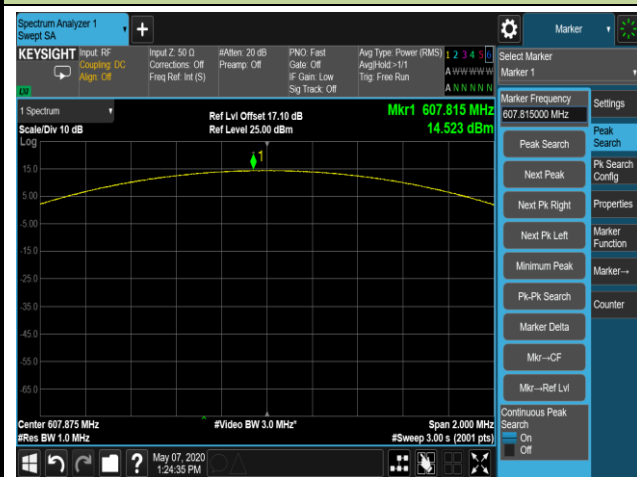 Spectrum Analyzer 1
Swept SA
+
Marker
KEYSIGHT
Input: RF
Coupling: DC
Align: Off
Input Z: 50 Ω
Corrections: Off
Freq Ref: Int (S)
#Atten: 20 dB
Preamp: Off
PNO: Fast
Gate: Off
IF Gain: Low
Sig Track: Off
Avg Type: Power (RMS)
Avg|Hold:>1/1
Trig: Free Run
1 2 3 4 5 6
A W W W W W
A N N N N N
LXI
Select Marker
Marker 1
1 Spectrum
Scale/Div 10 dB
Log
Ref Lvl Offset 17.10 dB
Ref Level 25.00 dBm
Mkr1 607.815 MHz
14.523 dBm
1
15.0
5.00
-5.00
-15.0
-25.0
-35.0
-45.0
-55.0
-65.0
Center 607.875 MHz
#Res BW 1.0 MHz
#Video BW 3.0 MHz*
Span 2.000 MHz
#Sweep 3.00 s (2001 pts)
Marker Frequency
607.815000 MHz
Peak Search
Next Peak
Next Pk Right
Next Pk Left
Minimum Peak
Pk-Pk Search
Marker Delta
Mkr→CF
Mkr→Ref Lvl
Continuous Peak
Search
On
Off
Settings
Peak
Search
Pk Search
Config
Properties
Marker
Function
Marker→
Counter
?
May 07, 2020
1:24:35 PM